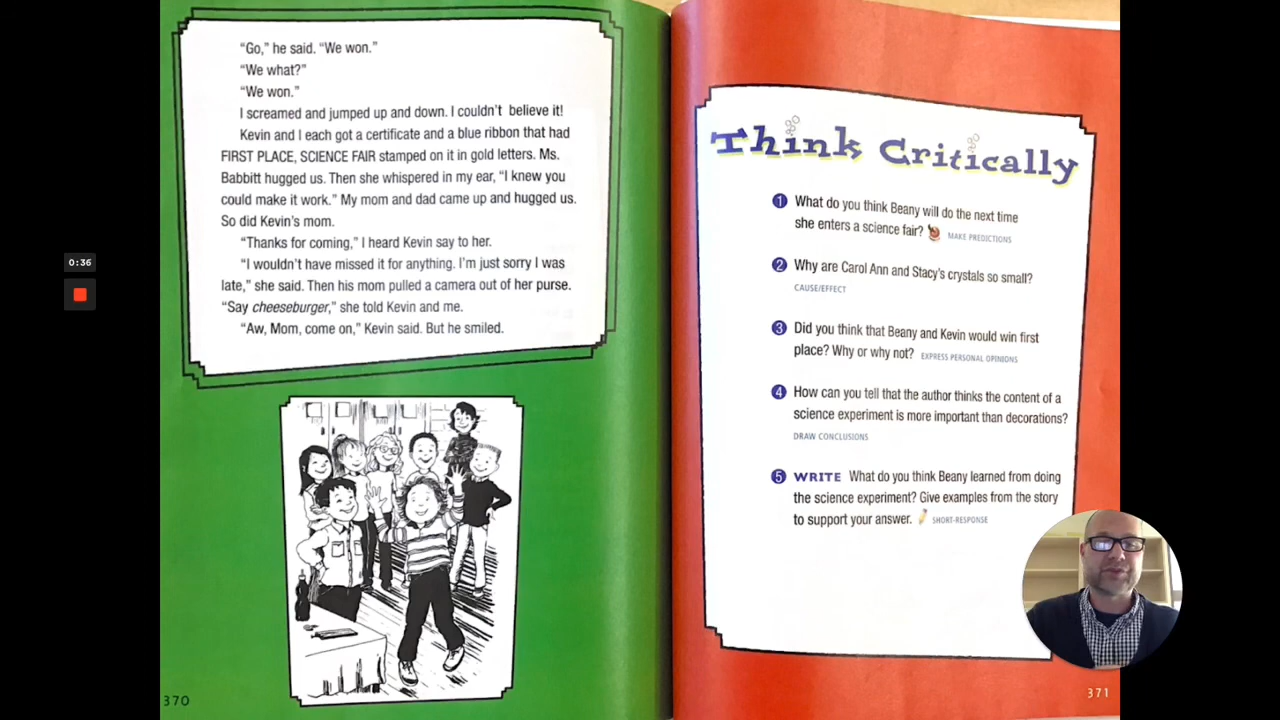 0:36
“Go,” he said. “We won.”
“We what?”
“We won.”
I screamed and jumped up and down. I couldn’t believe it!
Kevin and I each got a certificate and a blue ribbon that had
FIRST PLACE, SCIENCE FAIR stamped on it in gold letters. Ms.
Babbitt hugged us. Then she whispered in my ear, “I knew you
could make it work.” My mom and dad came up and hugged us.
So did Kevin’s mom.
“Thanks for coming,” I heard Kevin say to her.
“I wouldn’t have missed it for anything. I’m just sorry I was
late,” she said. Then his mom pulled a camera out of her purse.
“Say cheeseburger,” she told Kevin and me.
“Aw, Mom, come on,” Kevin said. But he smiled.
370
Think Critically
1 What do you think Beany will do the next time
she enters a science fair? MAKE PREDICTIONS
2 Why are Carol Ann and Stacy’s crystals so small?
CAUSE/EFFECT
3 Did you think that Beany and Kevin would win first
place? Why or why not? EXPRESS PERSONAL OPINIONS
4 How can you tell that the author thinks the content of a
science experiment is more important than decorations?
DRAW CONCLUSIONS
5 WRITE What do you think Beany learned from doing
the science experiment? Give examples from the story
to support your answer. SHORT-RESPONSE
371